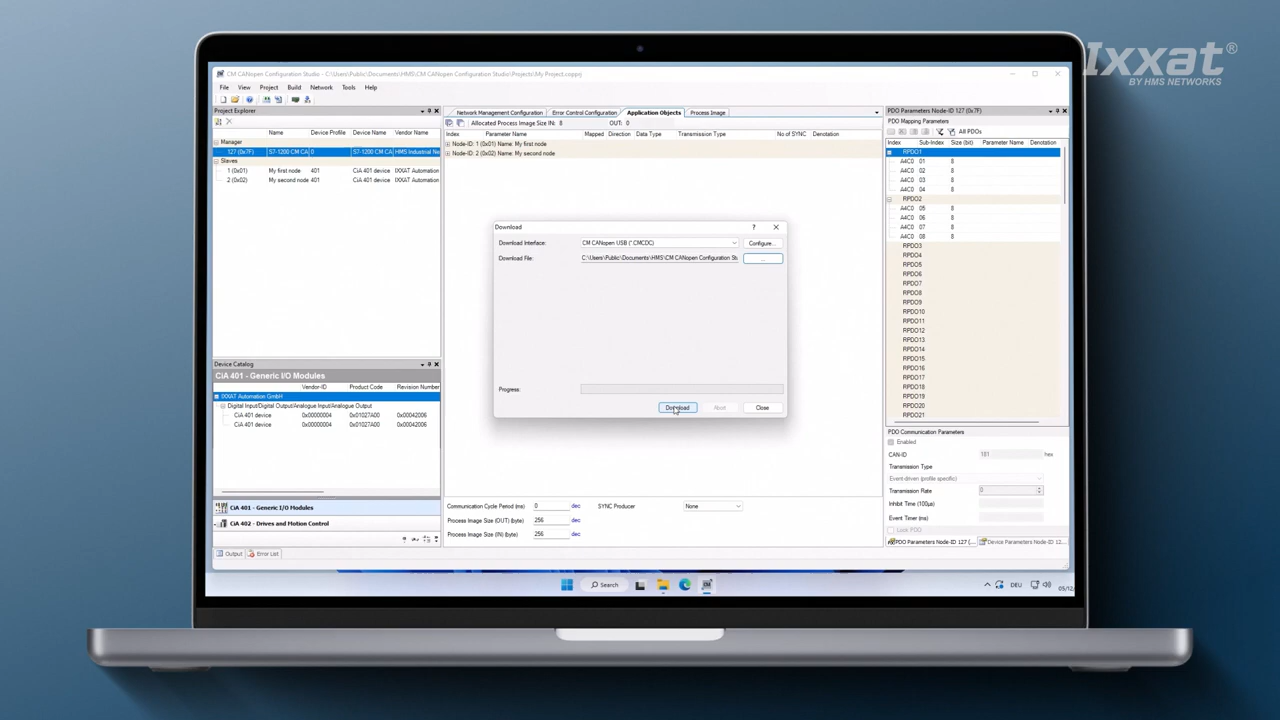 Ixxat®
BY HMS NETWORKS
CM CANopen Configuration Studio - C:\Users\Public\Documents\HMS\CM CANopen Configuration Studio\Projects\My Project.copprj
File View Project Build Network Tools Help
Project Explorer
Name Device Profile Device Name Vendor Name
Manager
127 (0x7F) S7-1200 CM CA 0 S7-1200 CM CA HMS Industrial Ne
Slaves
1 (0x01) My first node 401 CiA 401 device IXXAT Automation
2 (0x02) My second node 401 CiA 401 device IXXAT Automation
Network Management Configuration Error Control Configuration Application Objects Process Image
Allocated Process Image Size IN: 8 OUT: 0
Index Parameter Name Mapped Direction Data Type Transmission Type No of SYNC Denotation
Node-ID: 1 (0x01) Name: My first node
Node-ID: 2 (0x02) Name: My second node
Download
Download Interface: CM CANopen USB (*.CMCDC) Configure...
Download File: C:\Users\Public\Documents\HMS\CM CANopen Configuration Stu ...
Progress:
Download Next Close
Communication Cycle Period (ms) 0 dec SYNC Producer None
Process Image Size (OUT) (byte) 256 dec
Process Image Size (IN) (byte) 256 dec
Device Catalog
CiA 401 - Generic I/O Modules
Vendor-ID Product Code Revision Number
IXXAT Automation GmbH
Digital Input/Digital Output/Analogue Input/Analogue Output
CiA 401 device 0x00000004 0x01027A00 0x00042006
CiA 401 device 0x00000004 0x01027A00 0x00042006
CiA 401 - Generic I/O Modules
CiA 402 - Drives and Motion Control
Output Error List
PDO Parameters Node-ID 127 (0x7F)
PDO Mapping Parameters
All PDOs
Index Sub-Index Size (bit) Parameter Name Denotation
RPDO1
A4C0 01 8
A4C0 02 8
A4C0 03 8
A4C0 04 8
RPDO2
A4C0 05 8
A4C0 06 8
A4C0 07 8
A4C0 08 8
RPDO3
RPDO4
RPDO5
RPDO6
RPDO7
RPDO8
RPDO9
RPDO10
RPDO11
RPDO12
RPDO13
RPDO14
RPDO15
RPDO16
RPDO17
RPDO18
RPDO19
RPDO20
RPDO21
PDO Communication Parameters
Enabled
CAN-ID 181 hex
Transmission Type
Event-driven (profile specific)
Transmission Rate 0
Inhibit Time (100µs)
Event Timer (ms)
Lock PDO
PDO Parameters Node-ID 127 (... Device Parameters Node-ID 12...
Search
DEU
05/12